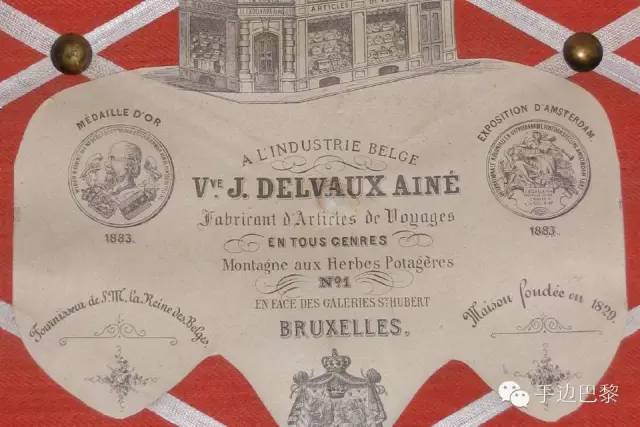 ARTICLES
MÉDAILLE D'OR
1883.
EXPOSITION D'AMSTERDAM.
1883.
A L'INDUSTRIE BELGE
Vve J. DELVAUX AINÉ
Fabricant d'Articles de Voyages
EN TOUS GENRES
Montagne aux Herbes Potagères
No 1
EN FACE DES GALERIES St HUBERT
BRUXELLES.
Fournisseur de S.M. la Reine des Belges.
Maison fondée en 1829.
手边巴黎